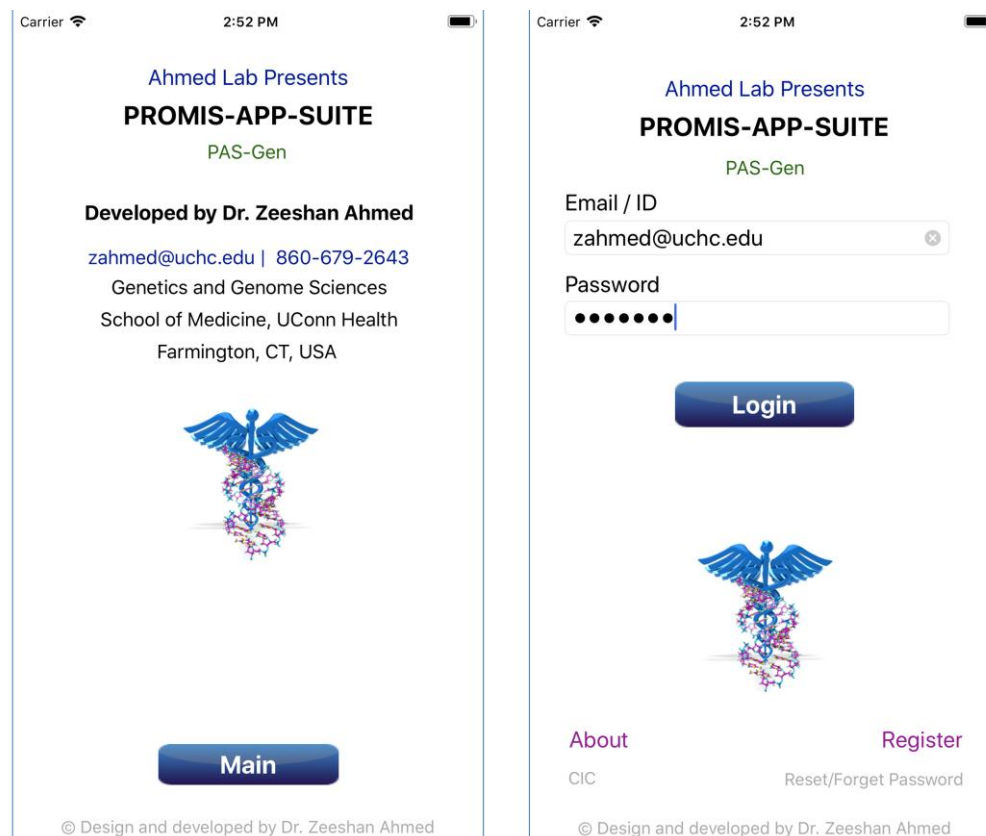 Carrier
2:52 PM
Ahmed Lab Presents
PROMIS-APP-SUITE
PAS-Gen
Developed by Dr. Zeeshan Ahmed
zahmed@uchc.edu | 860-679-2643
Genetics and Genome Sciences
School of Medicine, UConn Health
Farmington, CT, USA
Main
© Design and developed by Dr. Zeeshan Ahmed
Carrier
2:52 PM
Ahmed Lab Presents
PROMIS-APP-SUITE
PAS-Gen
Email / ID
zahmed@uchc.edu
Password
●●●●●●●
Login
About
Register
CIC
Reset/Forget Password
© Design and developed by Dr. Zeeshan Ahmed